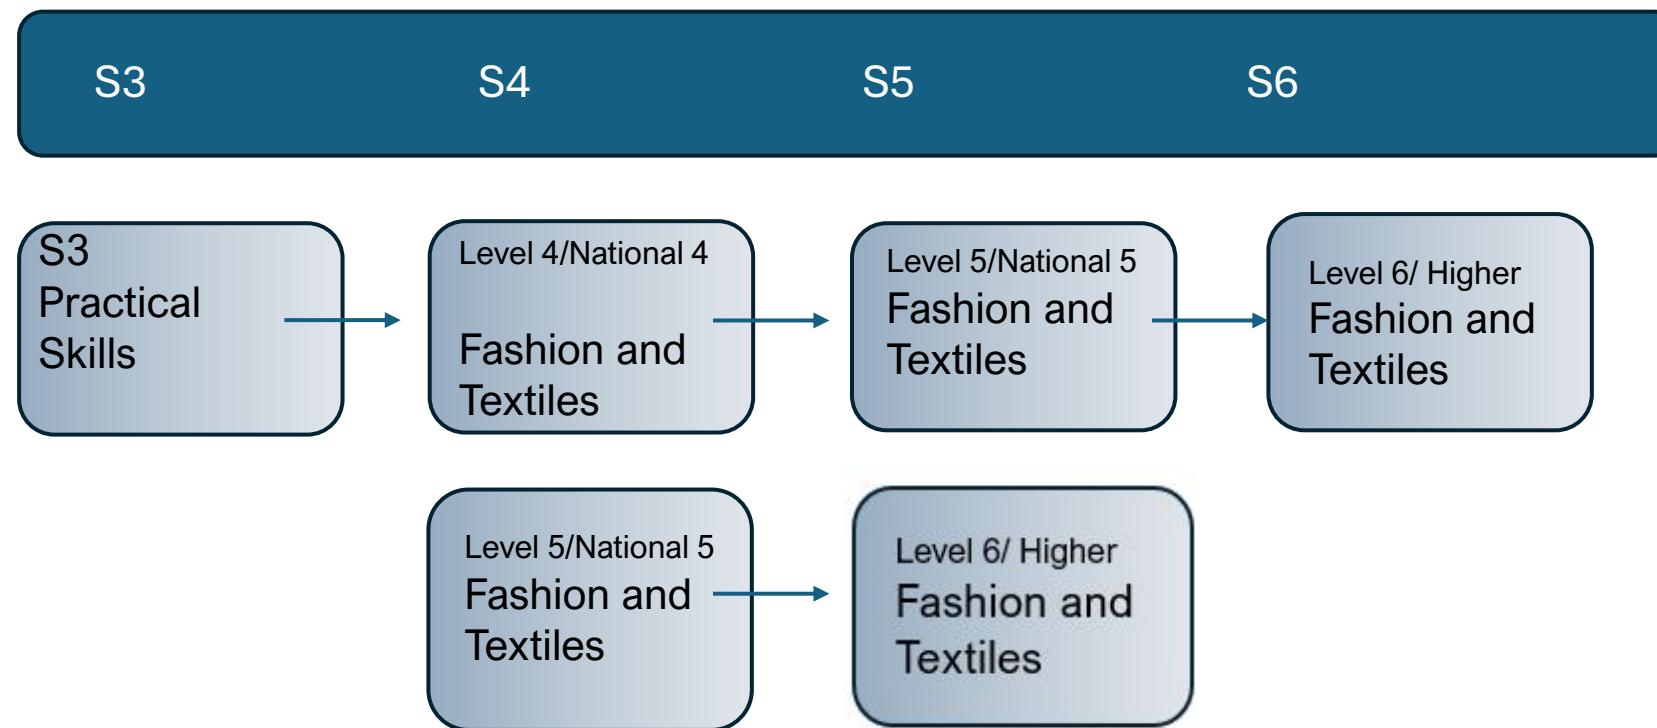 S3
S4
S5
S6
S3
Practical
Skills
Level 4/National 4
Fashion and
Textiles
Level 5/National 5
Fashion and
Textiles
Level 6/ Higher
Fashion and
Textiles
Level 5/National 5
Fashion and
Textiles
Level 6/ Higher
Fashion and
Textiles